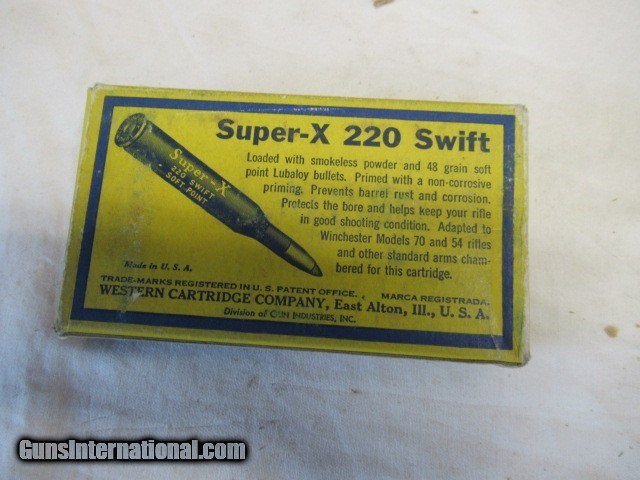 Super-X 220 Swift
Loaded with smokeless powder and 48 grain soft
point Lubaloy bullets. Primed with a non-corrosive
priming. Prevents barrel rust and corrosion.
Protects the bore and helps keep your rifle
in good shooting condition. Adapted to
Winchester Models 70 and 54 rifles
and other standard arms cham-
bered for this cartridge.
Super-X
220 SWIFT
SOFT POINT
Made in U. S. A.
TRADE-MARKS REGISTERED IN U. S. PATENT OFFICE. MARCA REGISTRADA.
WESTERN CARTRIDGE COMPANY, East Alton, Ill., U. S. A.
Division of OLIN INDUSTRIES, INC.
GunsInternational.com